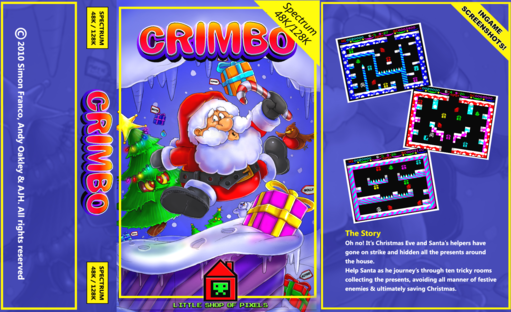 © 2010 Simon Franco, Andy Oakley & AJH. All rights reserved
SPECTRUM
48K / 128K
CRIMBO
SPECTRUM
48K / 128K
CRIMBO
Spectrum
48K/128K
LITTLE SHOP OF PIXELS
INGAME
SCREENSHOTS!
The Story
Oh no! It's Christmas Eve and Santa's helpers have
gone on strike and hidden all the presents around
the house.
Help Santa as he journey's through ten tricky rooms
collecting the presents, avoiding all manner of festive
enemies & ultimately saving Christmas.